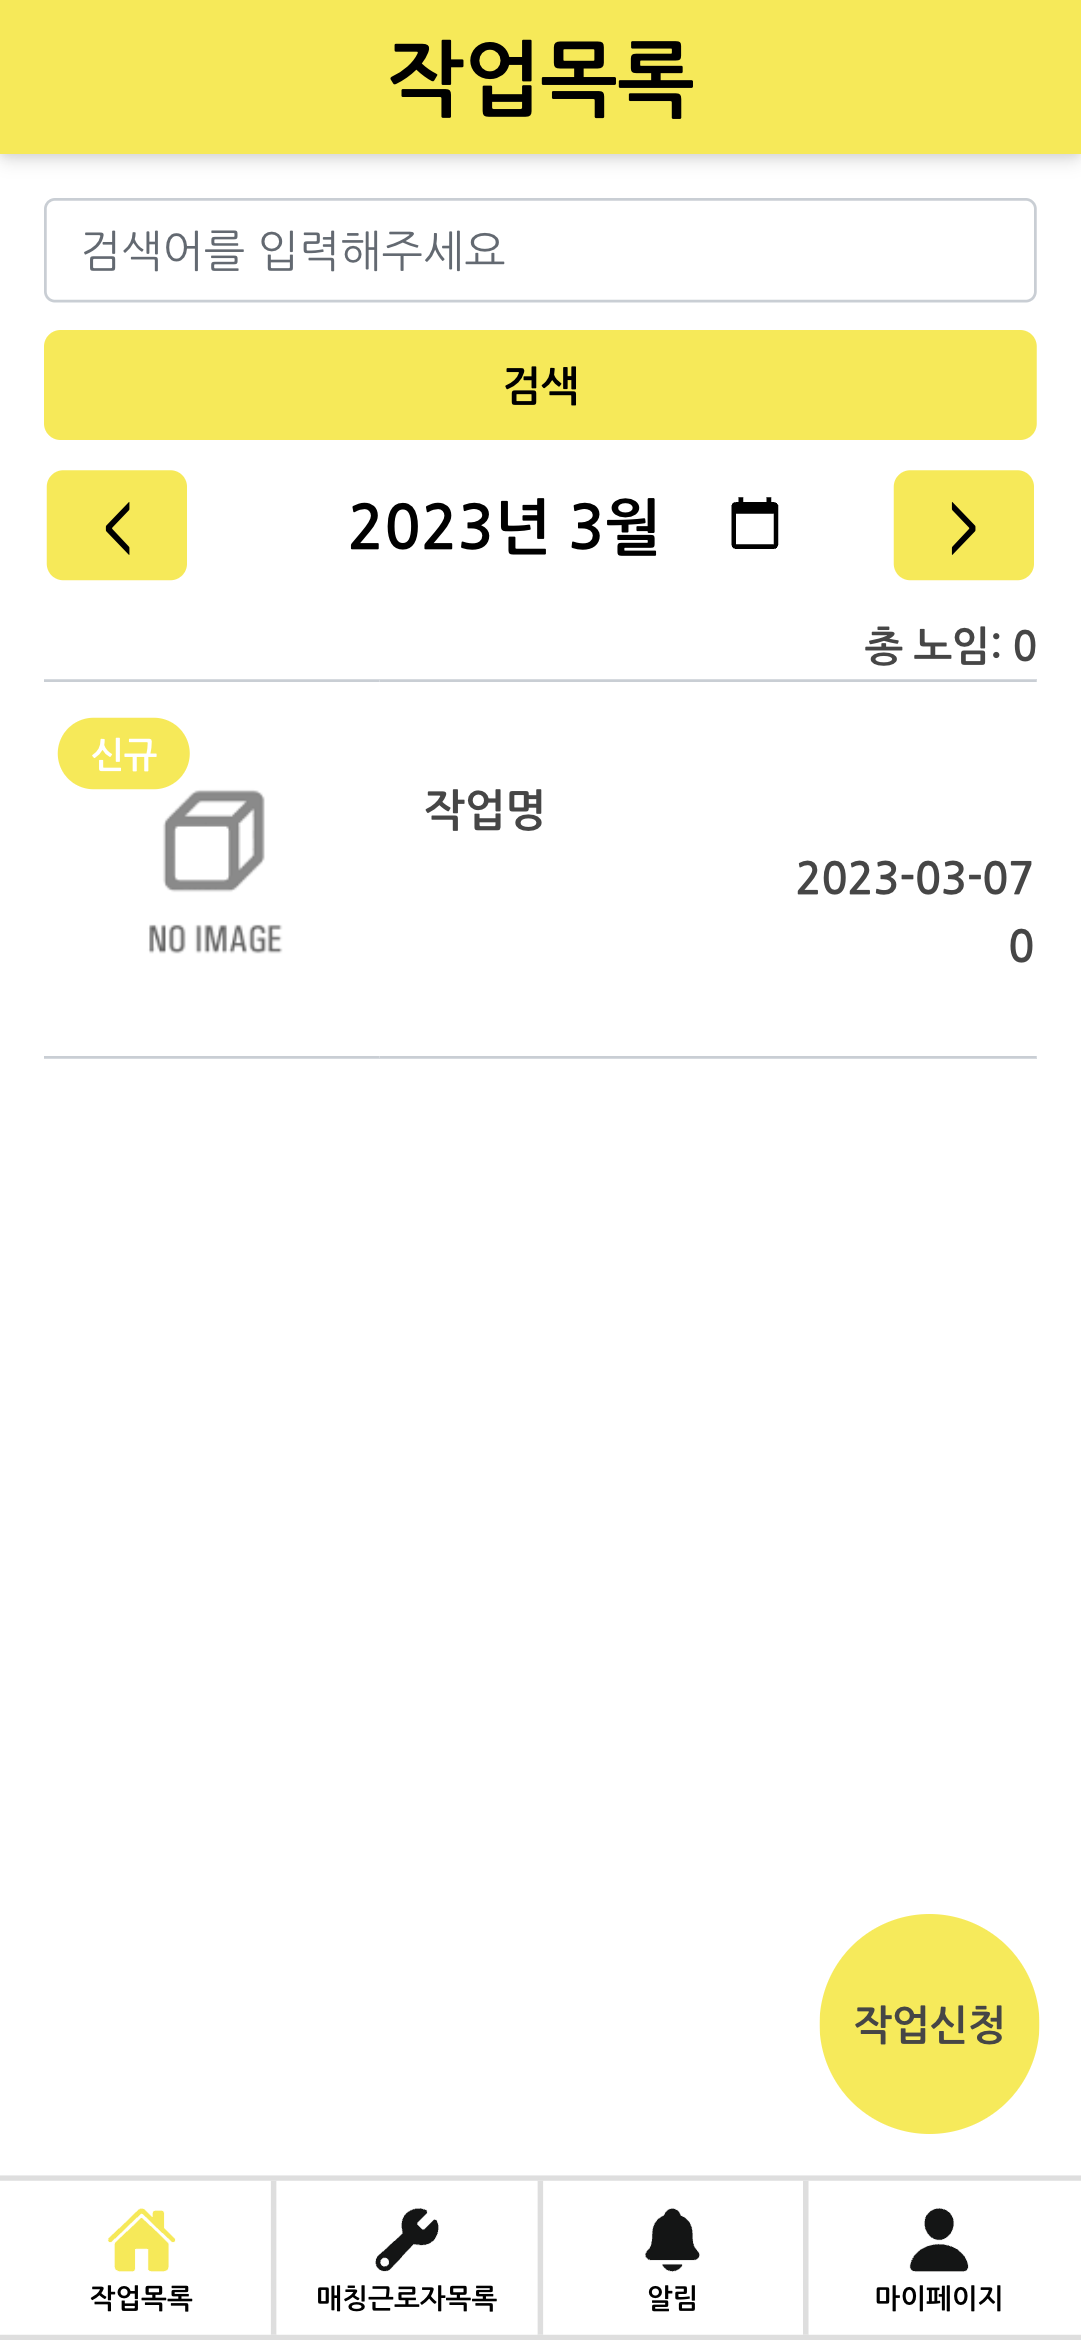 작업목록
검색어를 입력해주세요
검색
2023년 3월
총 노임: 0
신규
NO IMAGE
작업명
2023-03-07
0
작업신청
작업목록
매칭근로자목록
알림
마이페이지